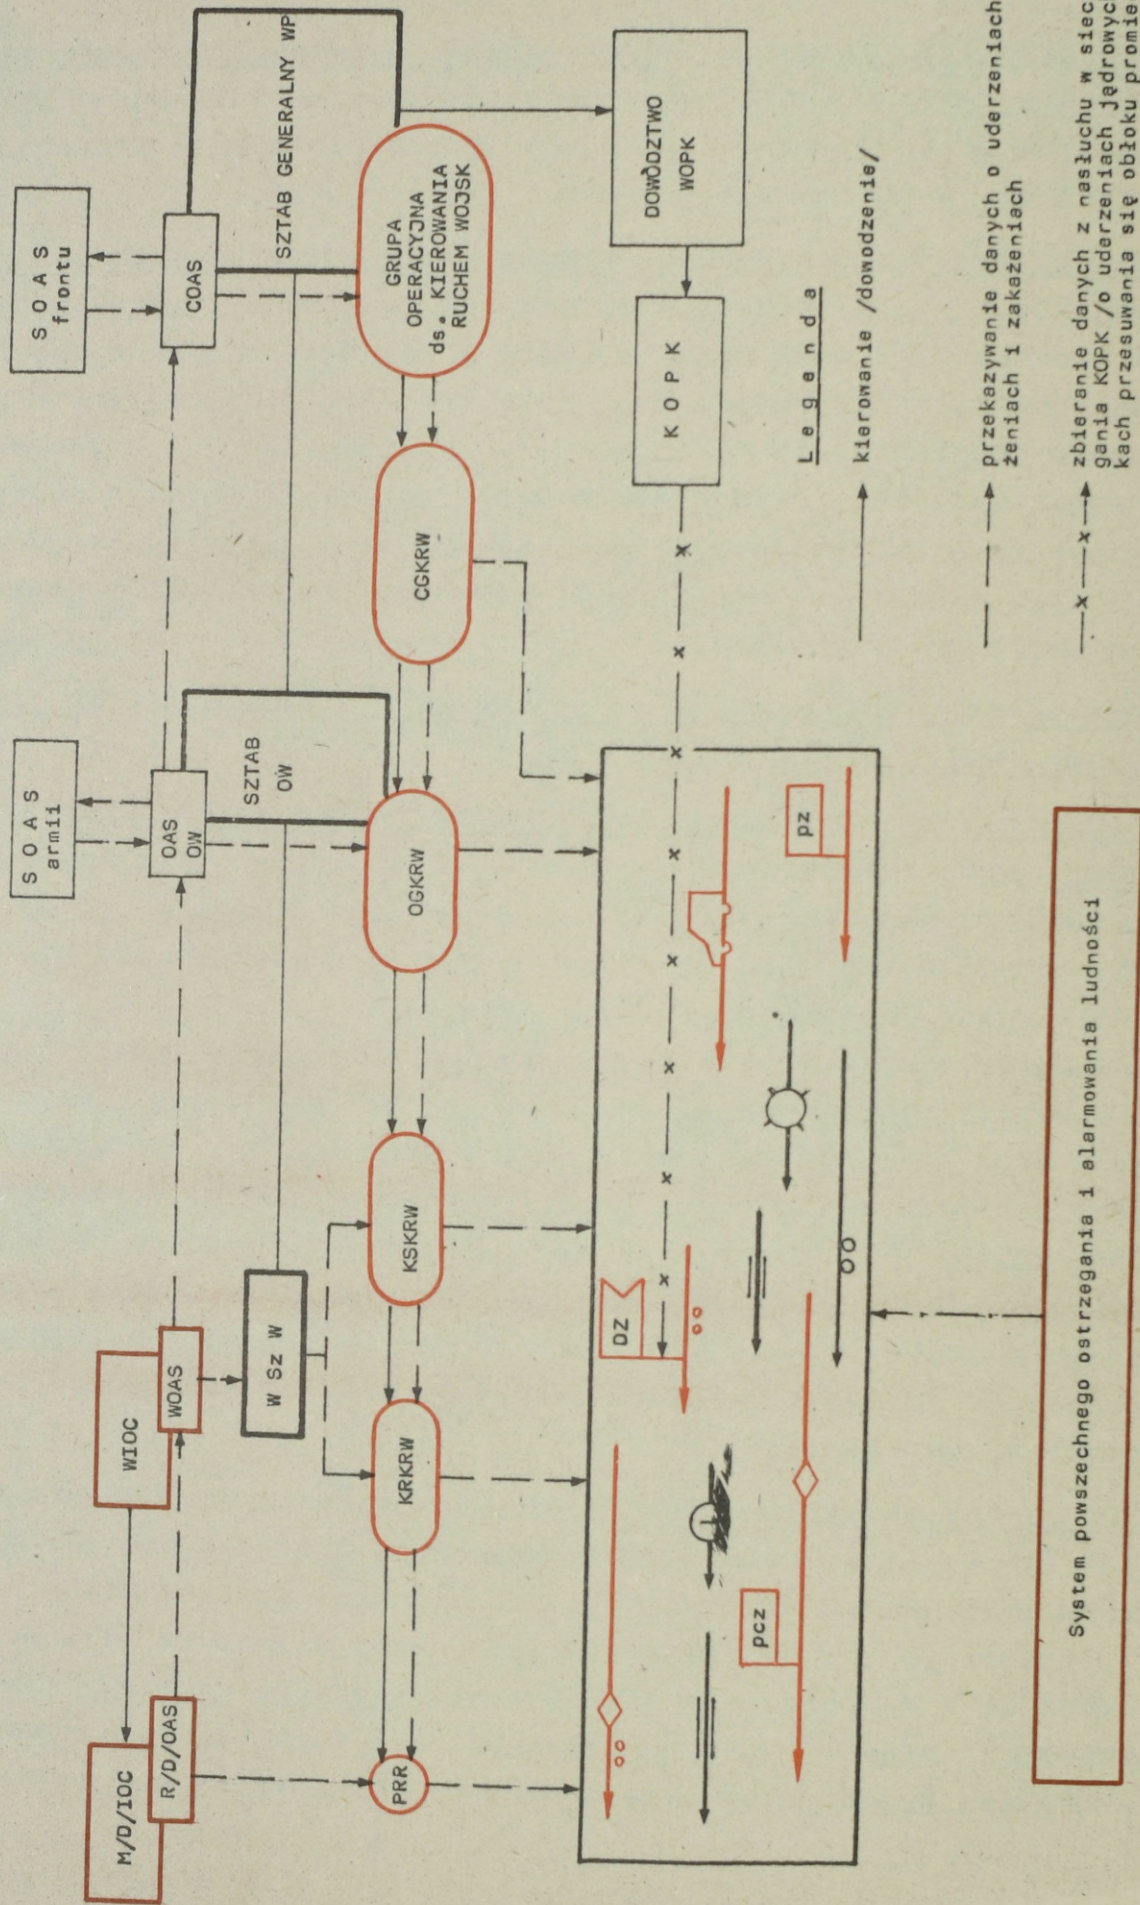 S O A S
frontu
S O A S
armii
COAS
SZTAB GENERALNY WP
OAS
OW
SZTAB
OW
WIOC
WOAS
M/D/IOC
R/D/OAS
W Sz W
GRUPA
OPERACYJNA
ds. KIEROWANIA
RUCHEM WOJSK
CGKRW
OGKRW
KSKRW
KRKRW
PRR
DOWÓDZTWO
WOPK
K O P K
DZ
pz
pcz
L e g e n d a
kierowanie /dowodzenie/
przekazywanie danych o uderzeniach
żeniach i zakażeniach
zbieranie danych z nasłuchu w siec
gania KOPK /o uderzeniach jądrowyc
kach przesuwania się obłoku promie
System powszechnego ostrzegania i alarmowania ludności